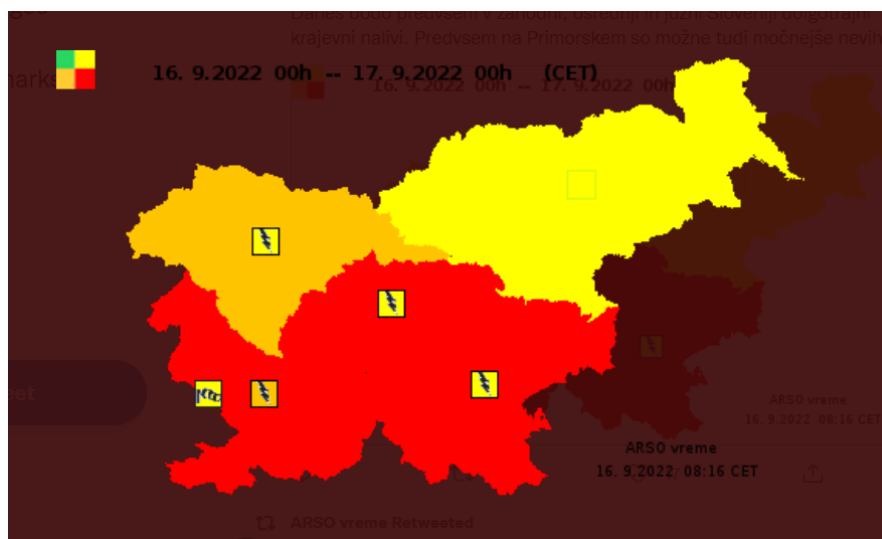 Danes bodo predvsem v zahodni, osrednji in južni Sloveniji dolgotrajni
krajevni nalivi. Predvsem na Primorskem so možne tudi močnejše nevih
16. 9.2022 00h -- 17. 9.2022 00h (CET)
16. 9.2022 00h -- 17. 9.2022 00h
ARSO vreme
16. 9.2022 08:16 CET
ARSO vreme
16. 9.2022 08:16 CET
ARSO vreme Retweeted